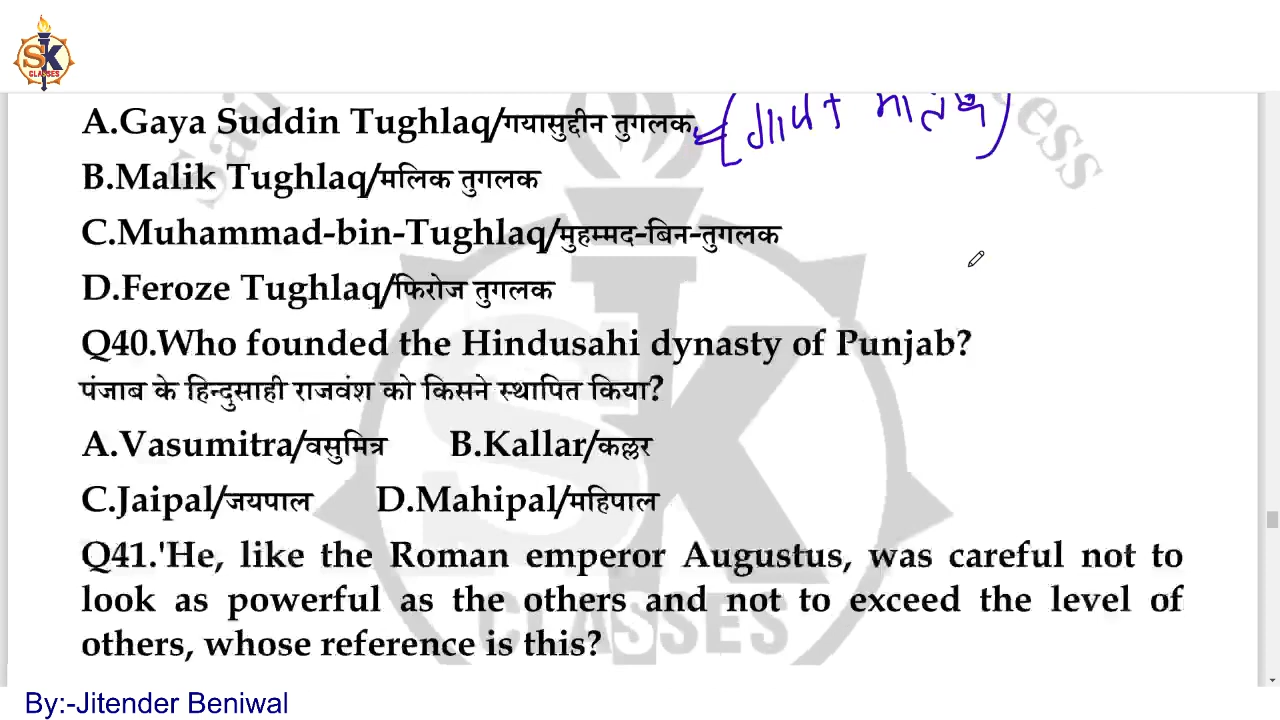 SK
CLASSES
A.Gaya Suddin Tughlaq/गयासुद्दीन तुगलक
B.Malik Tughlaq/मलिक तुगलक
C.Muhammad-bin-Tughlaq/मुहम्मद-बिन-तुगलक
D.Feroze Tughlaq/फिरोज तुगलक
Q40.Who founded the Hindusahi dynasty of Punjab?
पंजाब के हिन्दुसाही राजवंश को किसने स्थापित किया?
A.Vasumitra/वसुमित्र B.Kallar/कल्लर
C.Jaipal/जयपाल D.Mahipal/महिपाल
Q41.'He, like the Roman emperor Augustus, was careful not to
look as powerful as the others and not to exceed the level of
others, whose reference is this?
CLASSES
By:-Jitender Beniwal